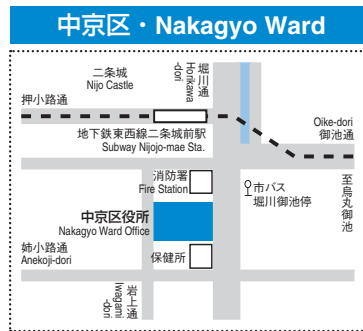 中京区・Nakagyo Ward
二条城
Nijo Castle
堀川通
Horikawa
-dori
押小路通
Oike-dori
御池通
地下鉄東西線二条城前駅
Subway Nijojo-mae Sta.
消防署
Fire Station
市バス
堀川御池停
至烏丸御池
中京区役所
Nakagyo Ward Office
姉小路通
Anekoji-dori
保健所
岩上通
Iwagami
-dori